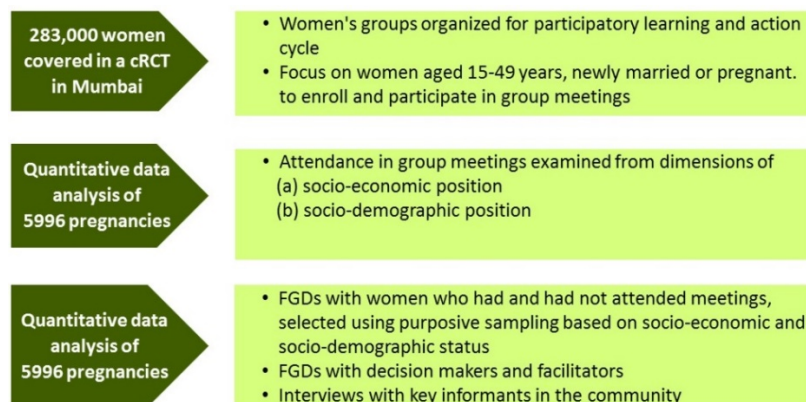 283,000 women
covered in a cRCT
in Mumbai
• Women's groups organized for participatory learning and action
cycle
• Focus on women aged 15-49 years, newly married or pregnant.
to enroll and participate in group meetings
Quantitative data
analysis of
5996 pregnancies
• Attendance in group meetings examined from dimensions of
(a) socio-economic position
(b) socio-demographic position
Quantitative data
analysis of
5996 pregnancies
• FGDs with women who had and had not attended meetings,
selected using purposive sampling based on socio-economic and
socio-demographic status
• FGDs with decision makers and facilitators
• Interviews with key informants in the community